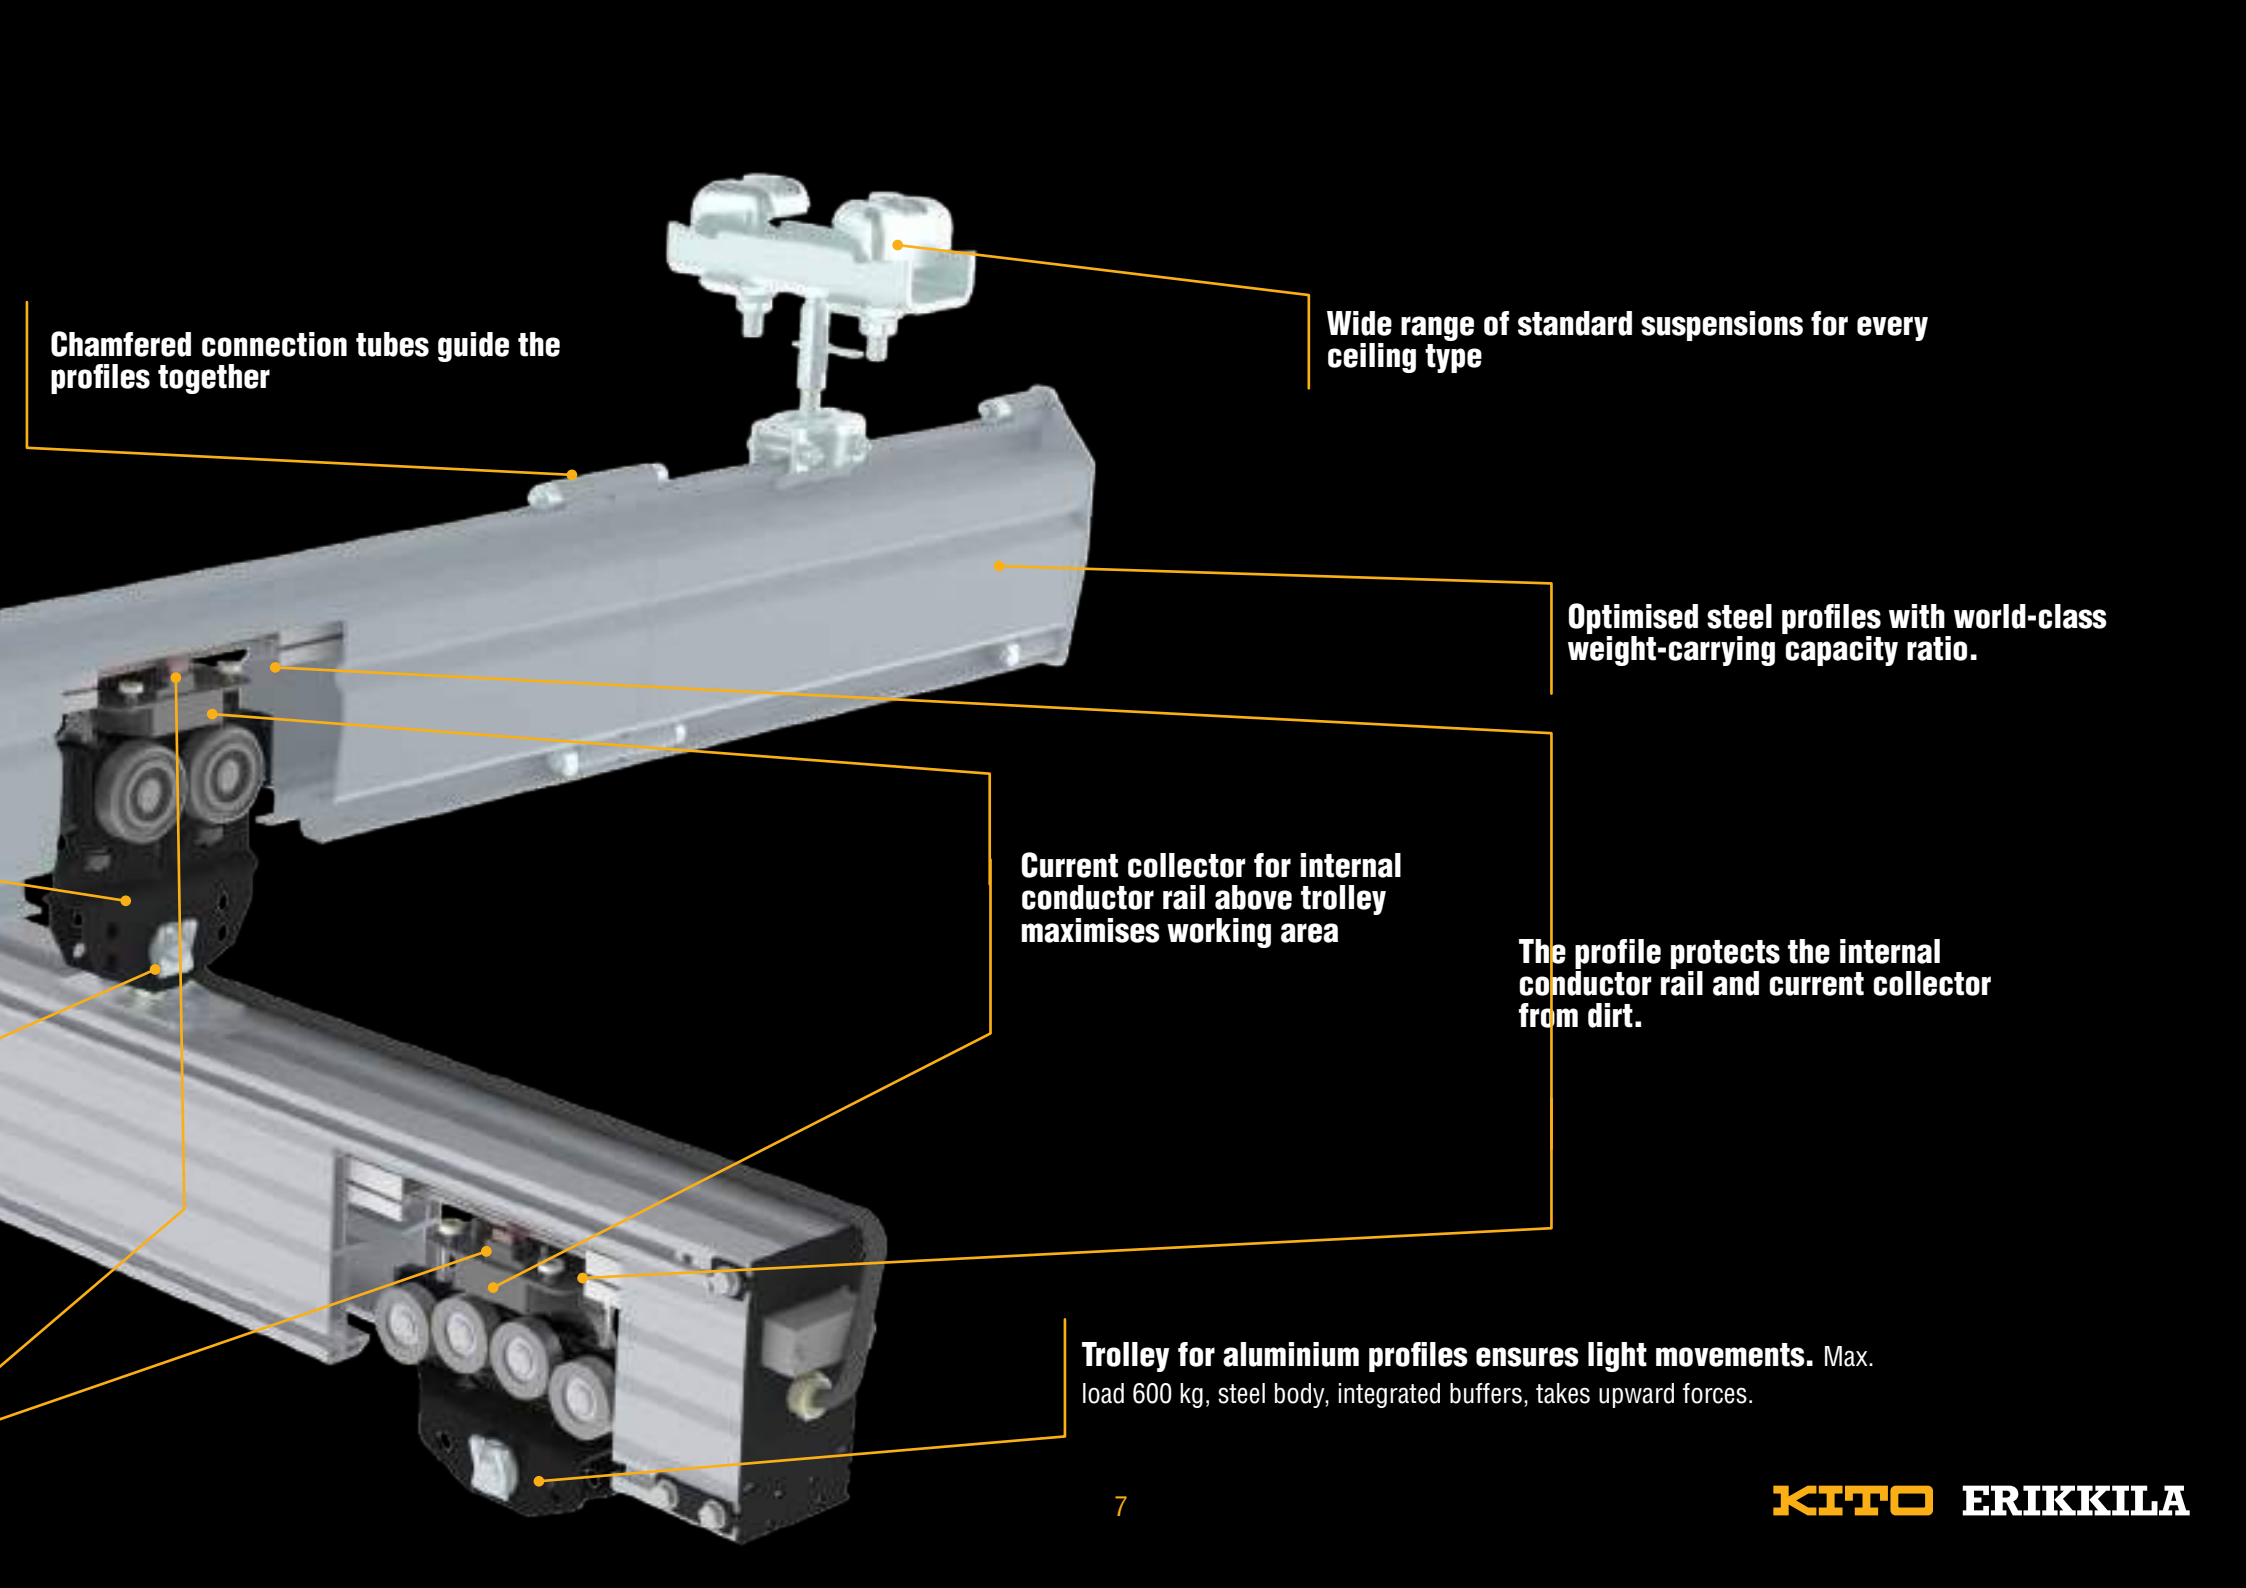 Wide range of standard suspensions for every
ceiling type
Chamfered connection tubes guide the
profiles together
Optimised steel profiles with world-class
weight-carrying capacity ratio.
Current collector for internal
conductor rail above trolley
maximises working area
The profile protects the internal
conductor rail and current collector
from dirt.
Trolley for aluminium profiles ensures light movements. Max.
load 600 kg, steel body, integrated buffers, takes upward forces.
7
KITO ERIKKILA